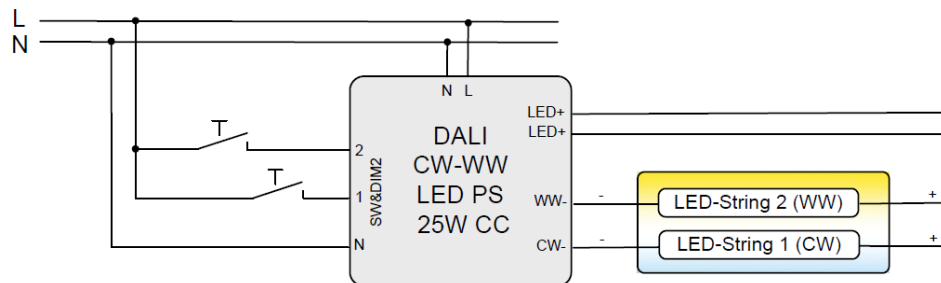 L
N
N L
LED+
LED+
DALI
CW-WW
LED PS
25W CC
2
1
N
SW&DIM2
WW-
CW-
-
LED-String 2 (WW)
+
-
LED-String 1 (CW)
+